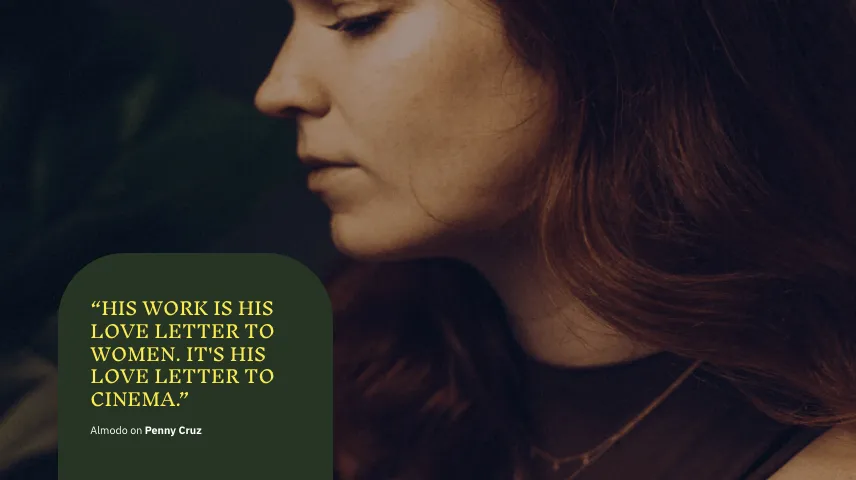 “HIS WORK IS HIS
LOVE LETTER TO
WOMEN. IT'S HIS
LOVE LETTER TO
CINEMA.”
Almodo on Penny Cruz